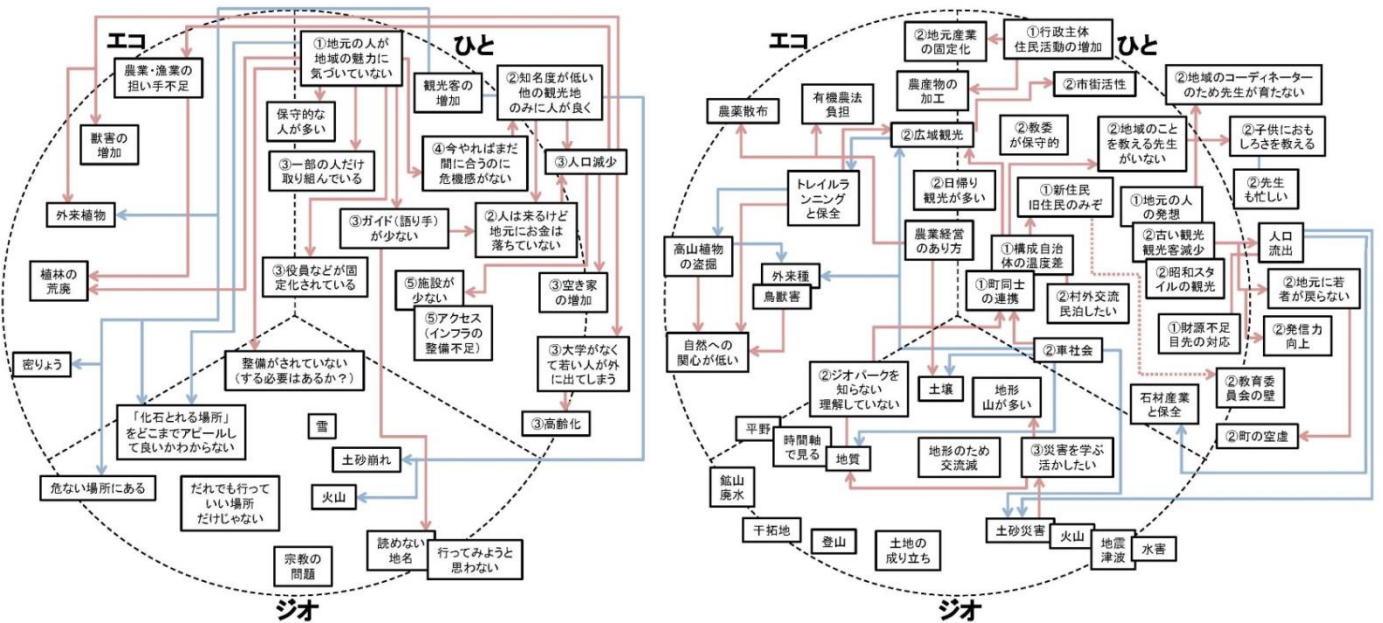 エコ
ひと
①地元の人が
地域の魅力に
気づいていない
農業・漁業の
担い手不足
観光客の
増加
②知名度が低い
他の観光地
のみに人が良く
保守的な
人が多い
獣害の
増加
④今やればまだ
間に合うのに
危機感がない
③人口減少
③一部の人だけ
取り組んでいる
外来植物
③ガイド(語り手)
が少ない
②人は来るけど
地元にお金は
落ちていない
植林の
荒廃
③役員などが固
定化されている
⑤施設が
少ない
③空き家
の増加
⑤アクセス
(インフラの
整備不足)
密りょう
整備がされていない
(する必要はあるか?)
③大学がなく
て若い人が外
に出てしまう
「化石とれる場所」
をどこまでアピールし
て良いかわからない
雪
③高齢化
土砂崩れ
危ない場所にある
だれでも行って
いい場所
だけじゃない
火山
読めない
地名
行ってみようと
思わない
宗教の
問題
ジオ
エコ
ひと
②地元産業
の固定化
①行政主体
住民活動の増加
農産物の
加工
②市街活性
②地域のコーディネーター
のため先生が育たない
農薬散布
有機農法
負担
②広域観光
②教委
が保守的
②地域のこと
を教える先生
がいない
②子供におも
しろさを教える
トレイルラ
ンニング
と保全
②日帰り
観光が多い
①新住民
旧住民のみぞ
②先生
も忙しい
①地元の人
の発想
高山植物
の盗掘
農業経営
のあり方
①構成自治
体の温度差
②古い観光
観光客減少
人口
流出
外来種
鳥獣害
①町同士
の連携
②村外交流
民泊したい
②昭和スタ
イルの観光
②地元に若
者が戻らない
自然への
関心が低い
①財源不足
目先の対応
②発信力
向上
②車社会
②ジオパークを
知らない
理解していない
土壌
地形
山が多い
石材産業
と保全
②教育委
員会の壁
平野
時間軸
で見る
地質
地形のため
交流減
③災害を学ぶ
活かしたい
②町の空虚
鉱山
廃水
干拓地
登山
土地の
成り立ち
土砂災害
火山
地震
津波
水害
ジオ